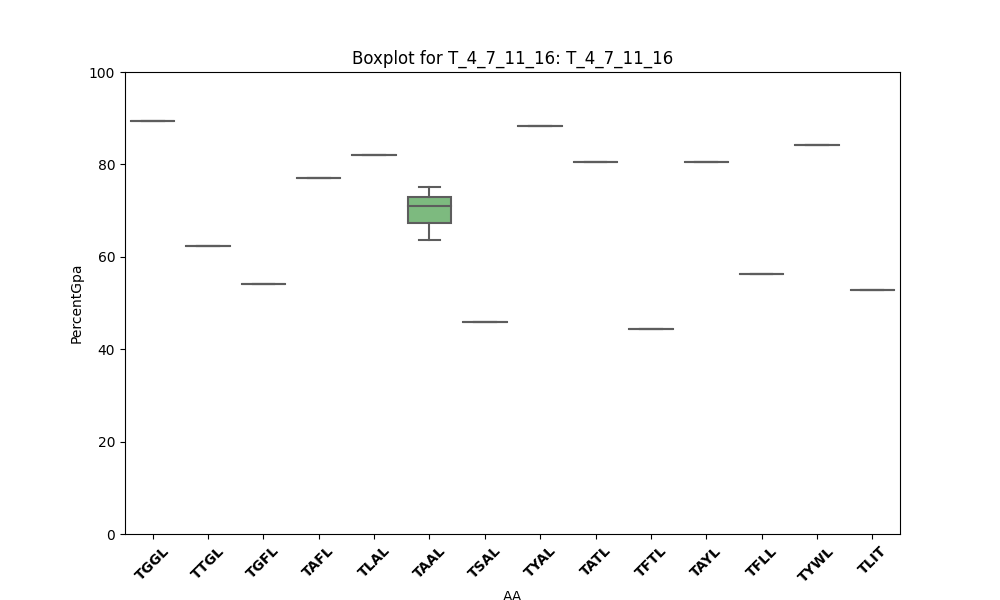 Boxplot for T_4_7_11_16: T_4_7_11_16
100
80
60
40
20
0
PercentGpa
TGGL
TTGL
TGFL
TAFL
TLAL
TAAL
TSAL
TYAL
TATL
TFTL
TAYL
TFLL
TYWL
TLIT
AA